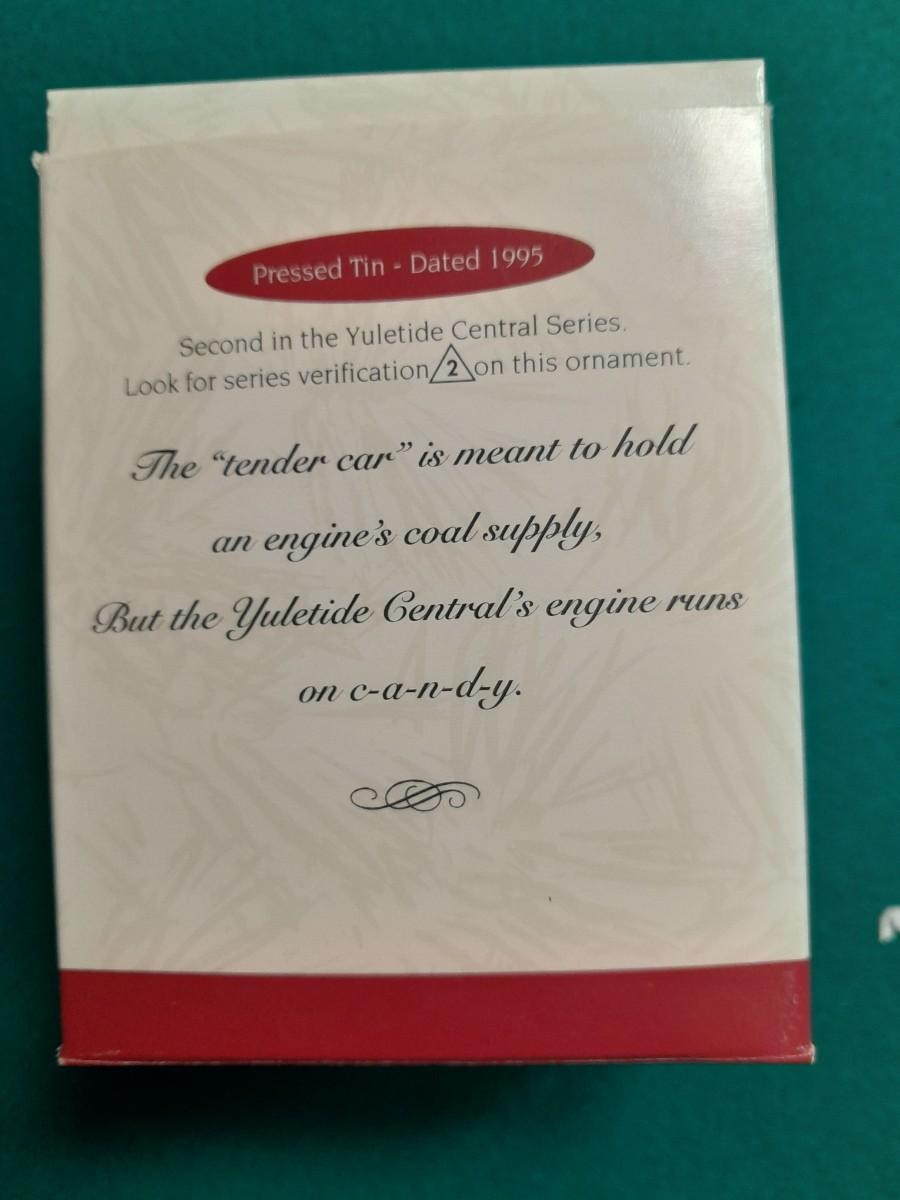 Pressed Tin - Dated 1995
Second in the Yuletide Central Series.
Look for series verification 2 on this ornament.
The “tender car” is meant to hold
an engine’s coal supply,
But the Yuletide Central’s engine runs
on c-a-n-d-y.